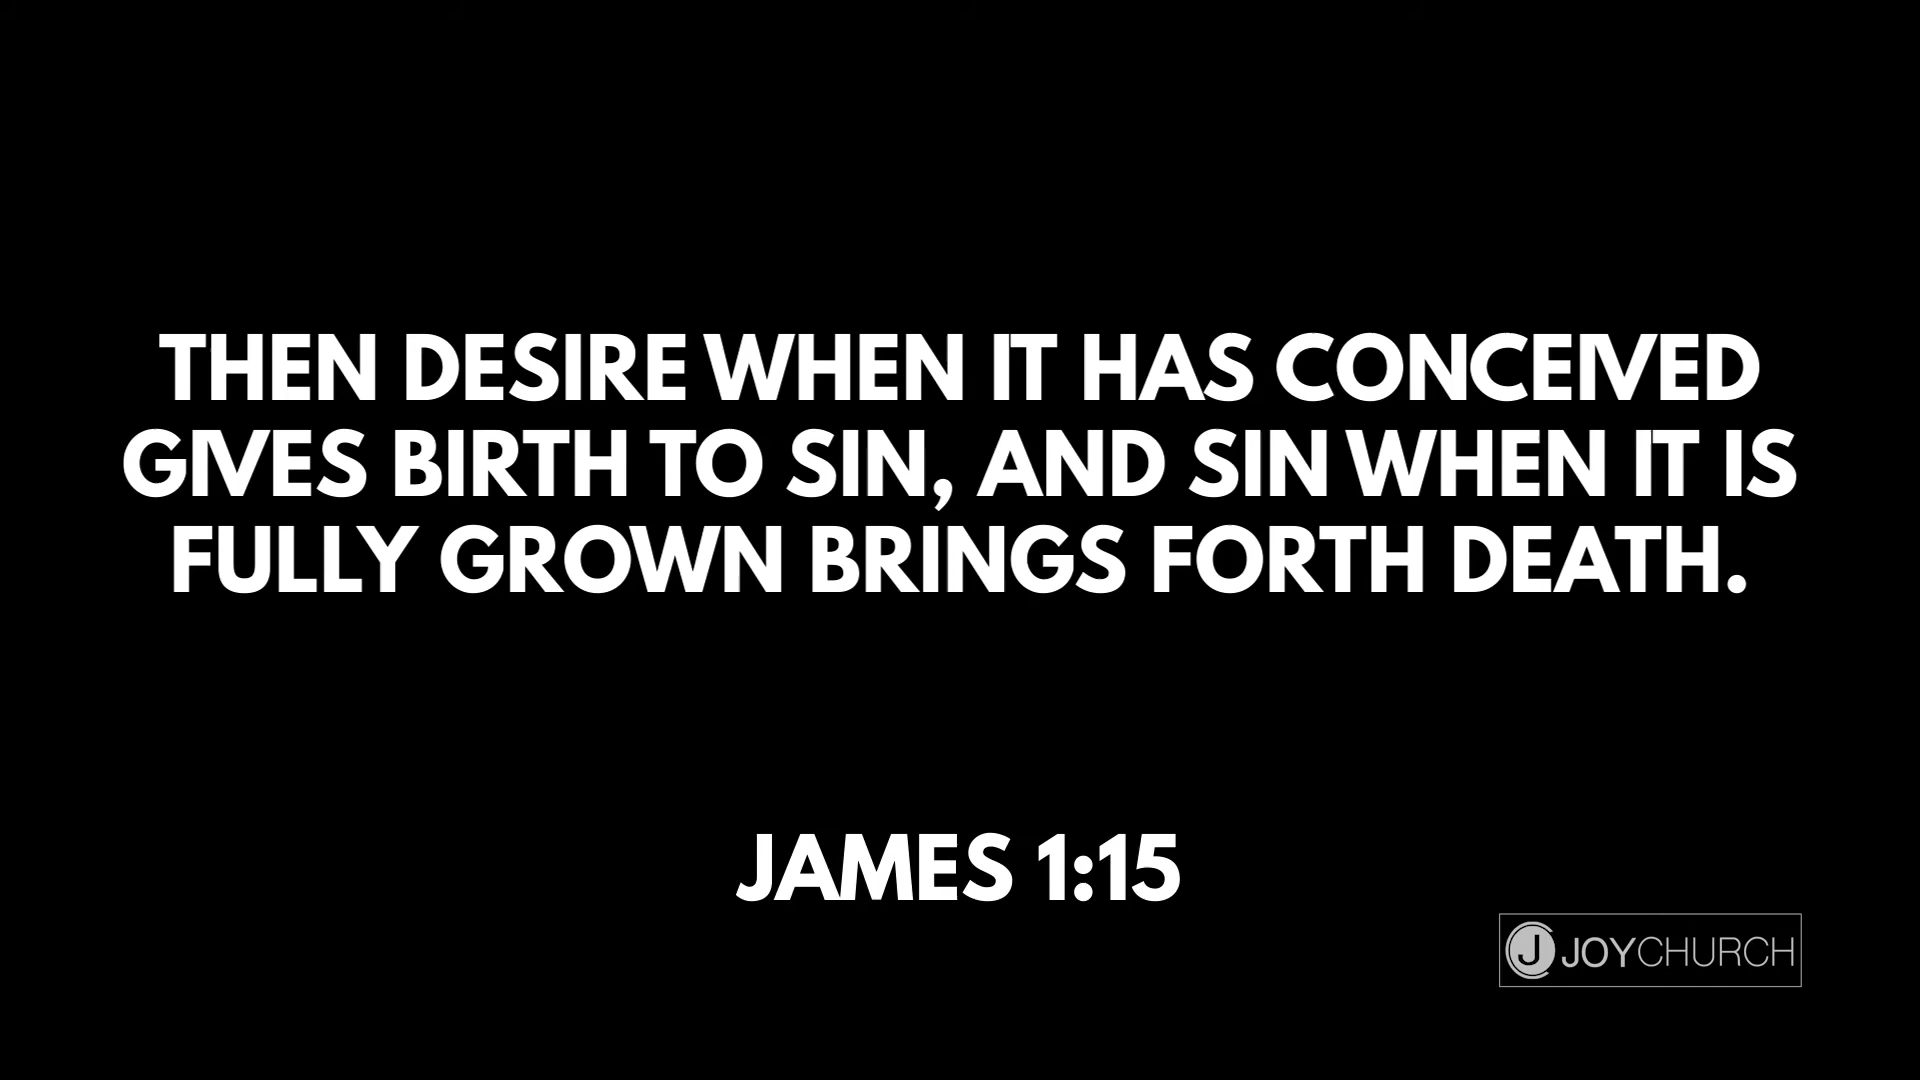 THEN DESIRE WHEN IT HAS CONCEIVED
GIVES BIRTH TO SIN, AND SIN WHEN IT IS
FULLY GROWN BRINGS FORTH DEATH.
JAMES 1:15
J JOYCHURCH